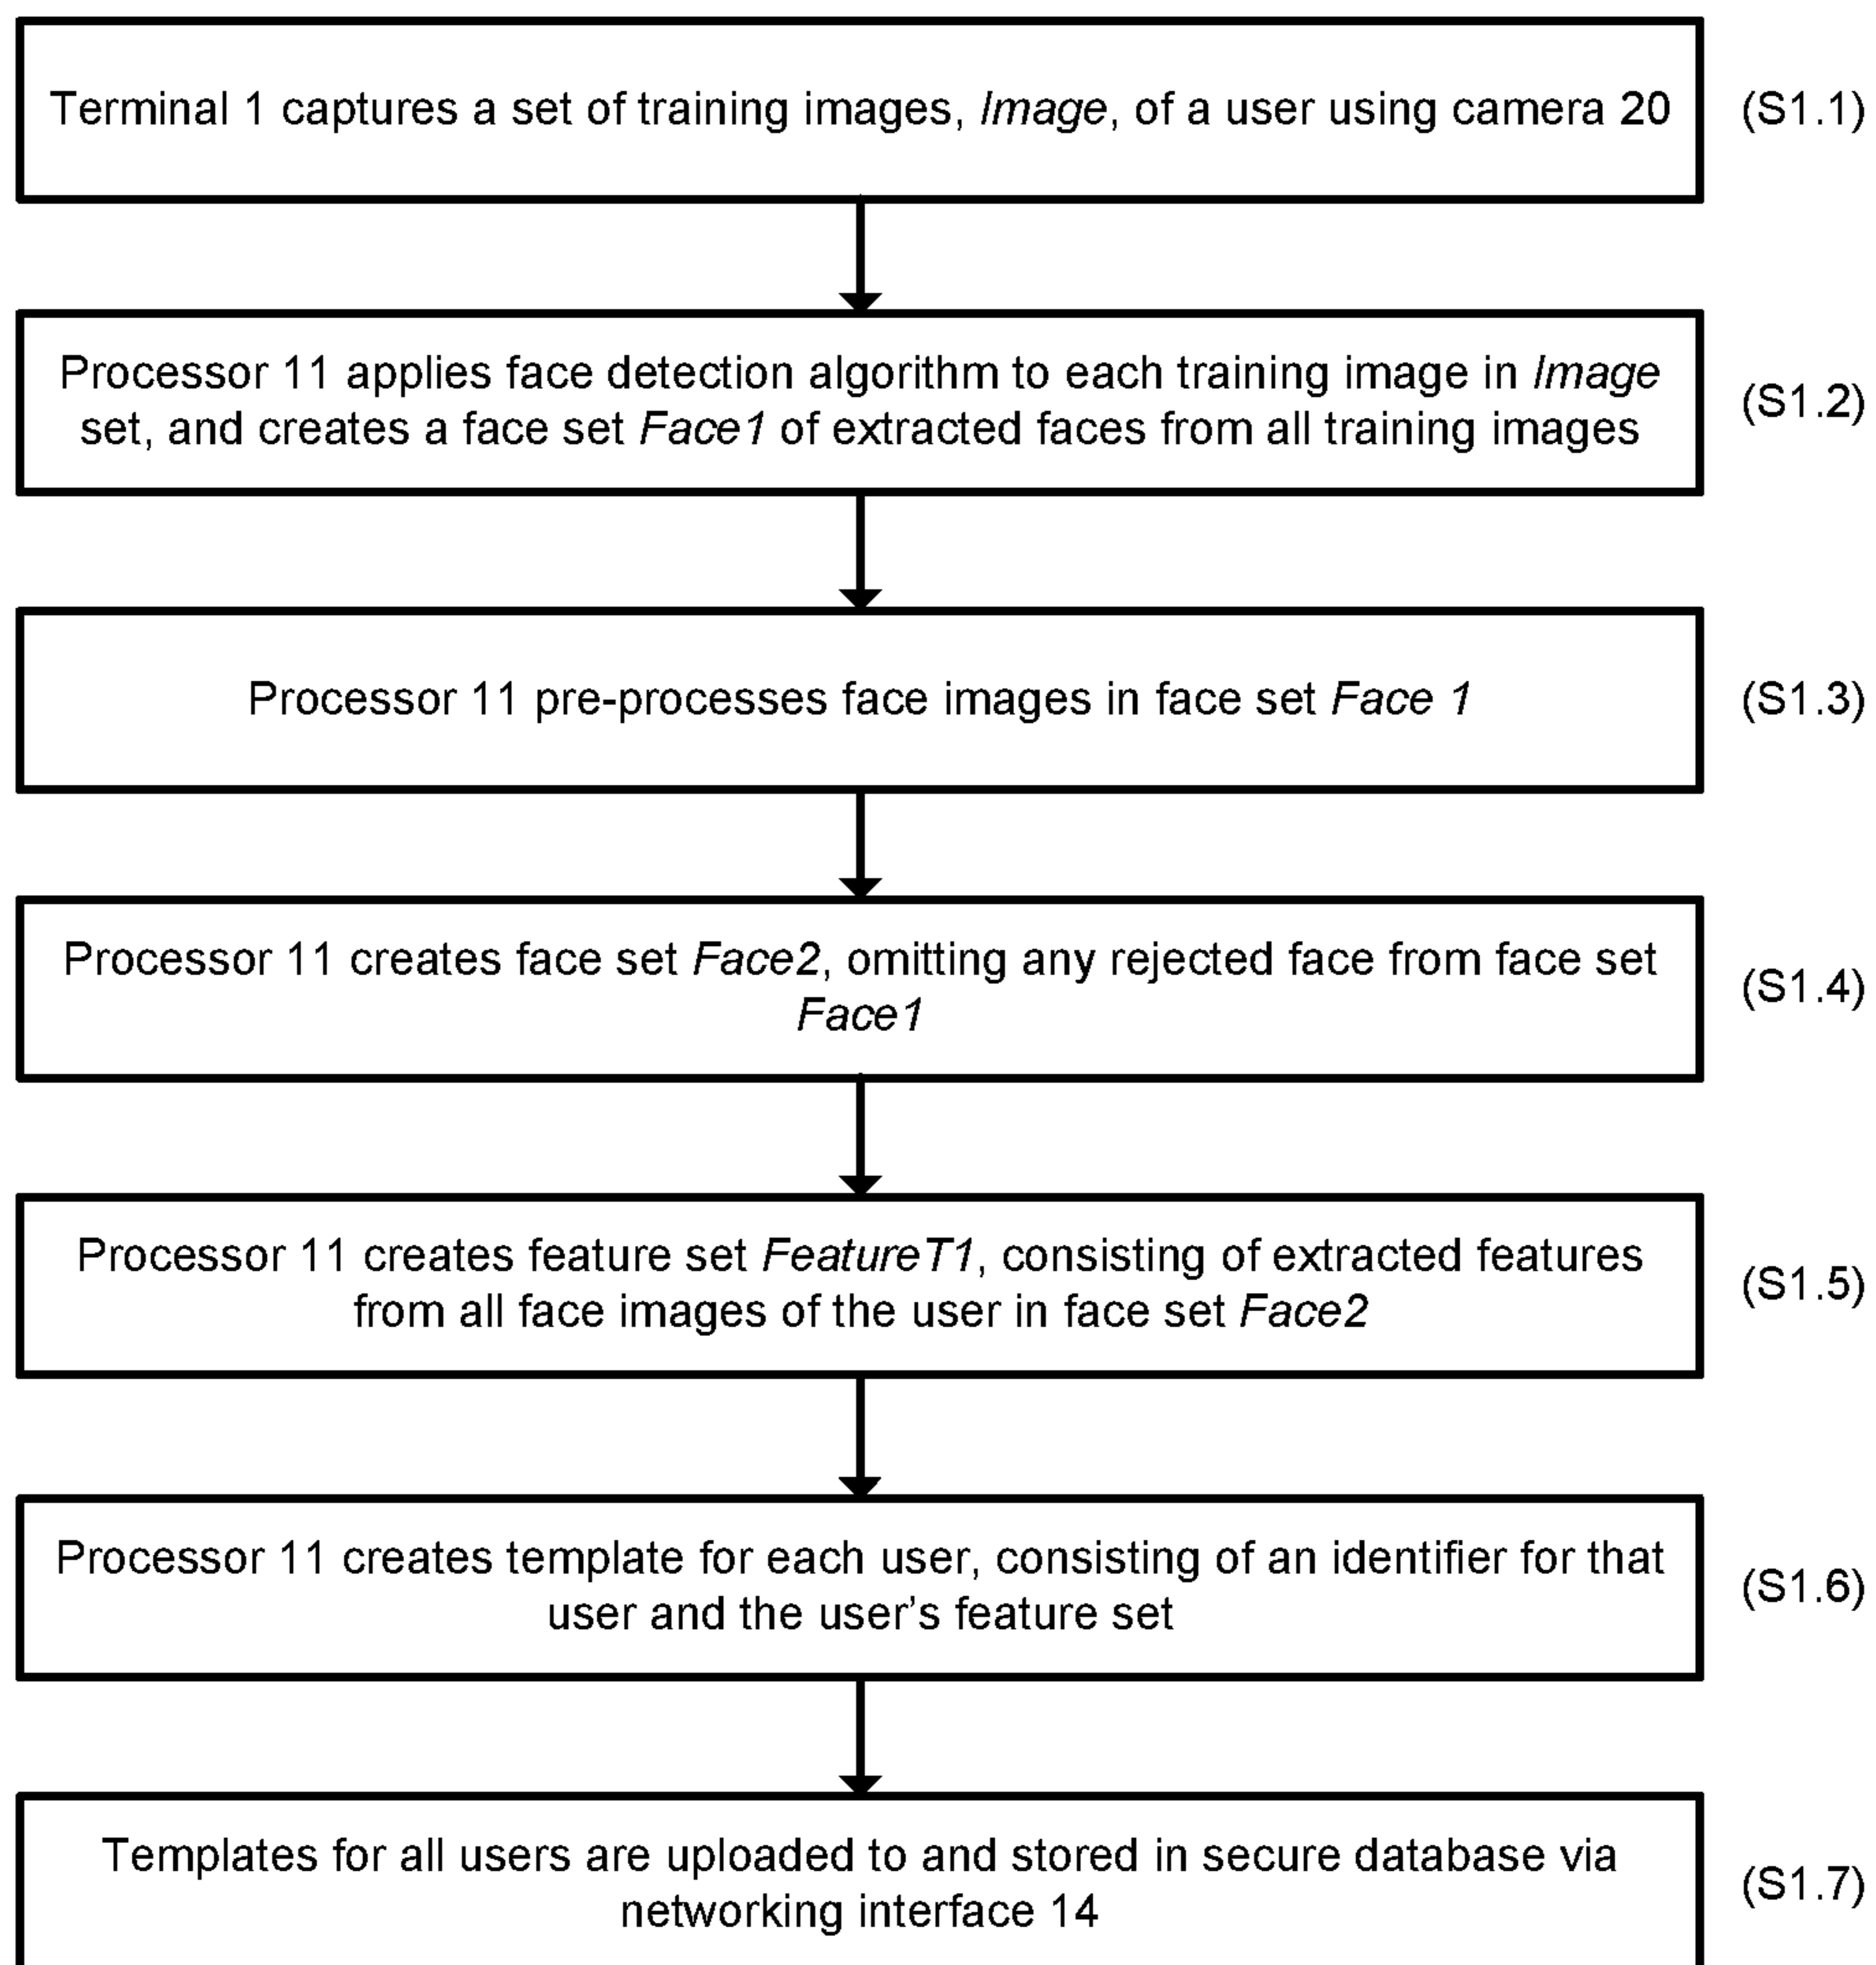 Terminal 1 captures a set of training images, Image, of a user using camera 20
(S1.1)
Processor 11 applies face detection algorithm to each training image in Image
set, and creates a face set Face1 of extracted faces from all training images
(S1.2)
Processor 11 pre-processes face images in face set Face 1
(S1.3)
Processor 11 creates face set Face2, omitting any rejected face from face set
Face1
(S1.4)
Processor 11 creates feature set FeatureT1, consisting of extracted features
from all face images of the user in face set Face2
(S1.5)
Processor 11 creates template for each user, consisting of an identifier for that
user and the user's feature set
(S1.6)
Templates for all users are uploaded to and stored in secure database via
networking interface 14
(S1.7)